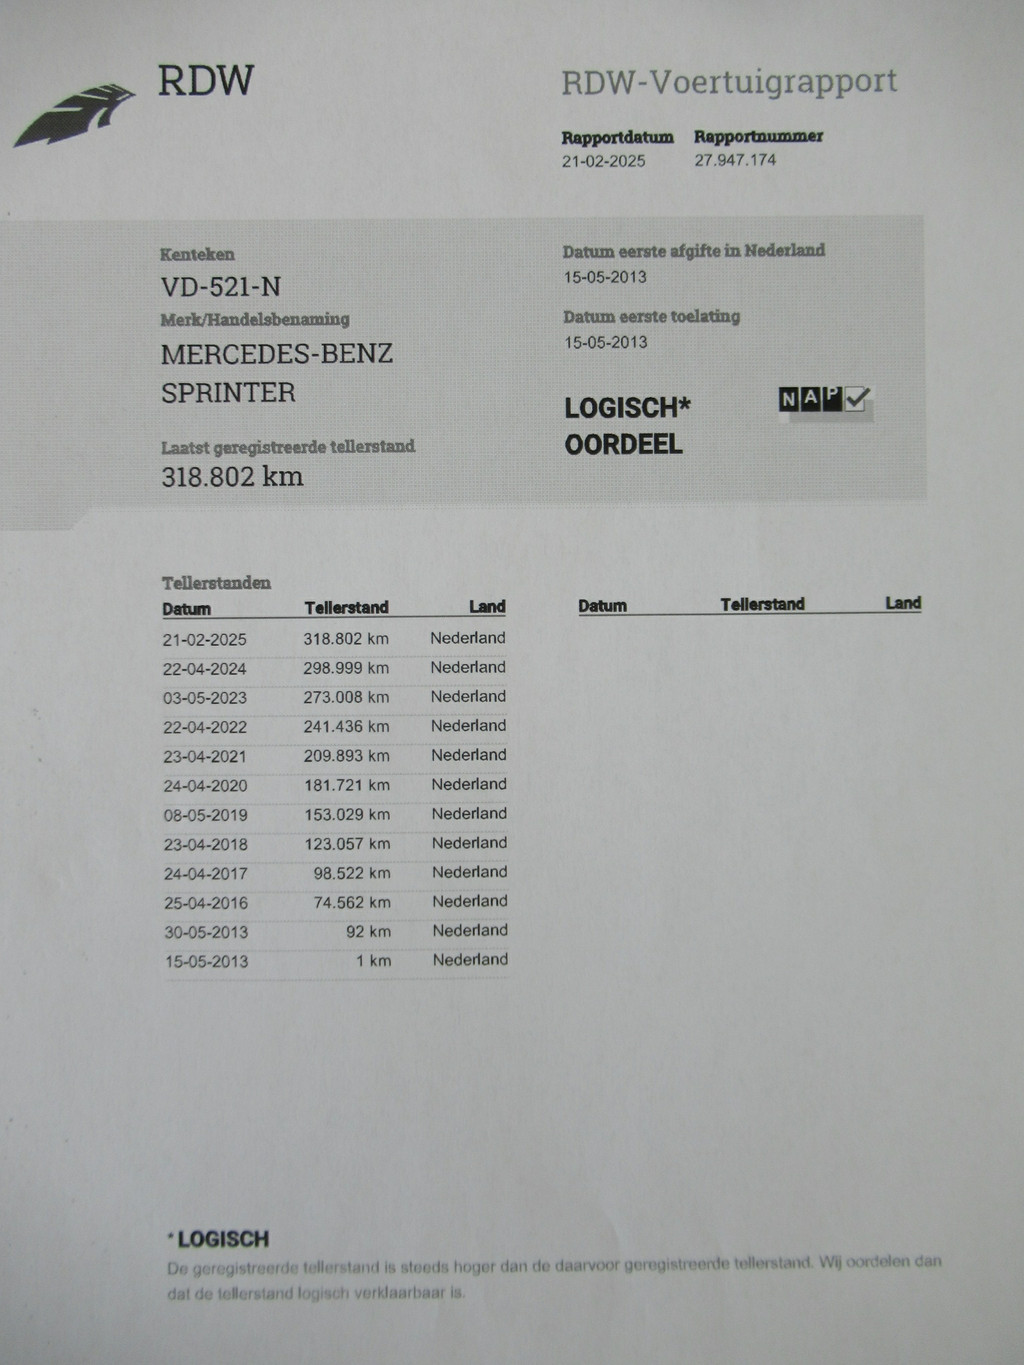 RDW
RDW-Voertuigrapport
Rapportdatum Rapportnummer
21-02-2025 27.947.174
Kenteken
VD-521-N
Merk/Handelsbenaming
MERCEDES-BENZ
SPRINTER
Laatst geregistreerde tellerstand
318.802 km
Datum eerste afgifte in Nederland
15-05-2013
Datum eerste toelating
15-05-2013
LOGISCH*
OORDEEL
NAP
Tellerstanden
Datum Tellerstand Land
21-02-2025 318.802 km Nederland
22-04-2024 298.999 km Nederland
03-05-2023 273.008 km Nederland
22-04-2022 241.436 km Nederland
23-04-2021 209.893 km Nederland
24-04-2020 181.721 km Nederland
08-05-2019 153.029 km Nederland
23-04-2018 123.057 km Nederland
24-04-2017 98.522 km Nederland
25-04-2016 74.562 km Nederland
30-05-2013 92 km Nederland
15-05-2013 1 km Nederland
Datum Tellerstand Land
* LOGISCH
De geregistreerde tellerstand is steeds hoger dan de daarvoor geregistreerde tellerstand. Wij oordelen dan
dat de tellerstand logisch verklaarbaar is.